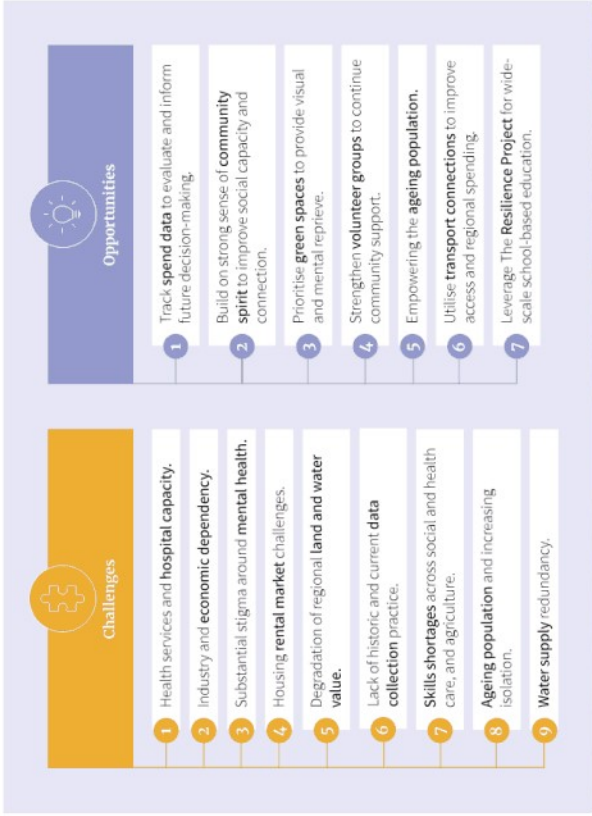 Challenges
1
Health services and hospital capacity.
2
Industry and economic dependency.
3
Substantial stigma around mental health.
4
Housing rental market challenges.
5
Degradation of regional land and water
value.
6
Lack of historic and current data
collection practice.
7
Skills shortages across social and health
care, and agriculture.
8
Ageing population and increasing
isolation.
9
Water supply redundancy.
Opportunities
1
Track spend data to evaluate and inform
future decision-making.
2
Build on strong sense of community
spirit to improve social capacity and
connection.
3
Prioritise green spaces to provide visual
and mental reprieve.
4
Strengthen volunteer groups to continue
community support.
5
Empowering the ageing population.
6
Utilise transport connections to improve
access and regional spending.
7
Leverage The Resilience Project for wide-
scale school-based education.